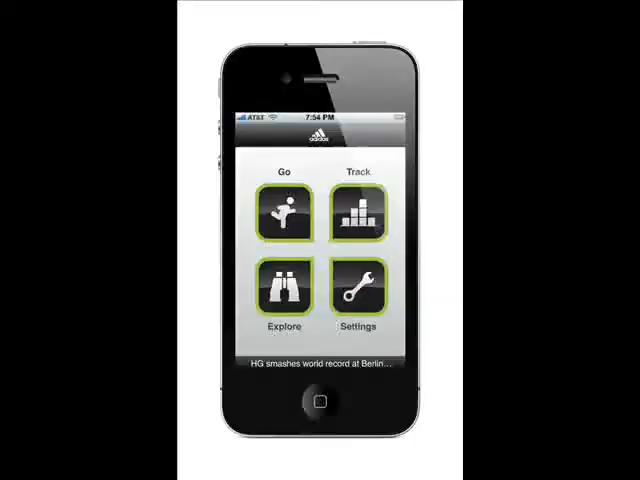 AT&T 7:54 PM
adidas
Go Track
Explore Settings
HG smashes world record at Berlin...